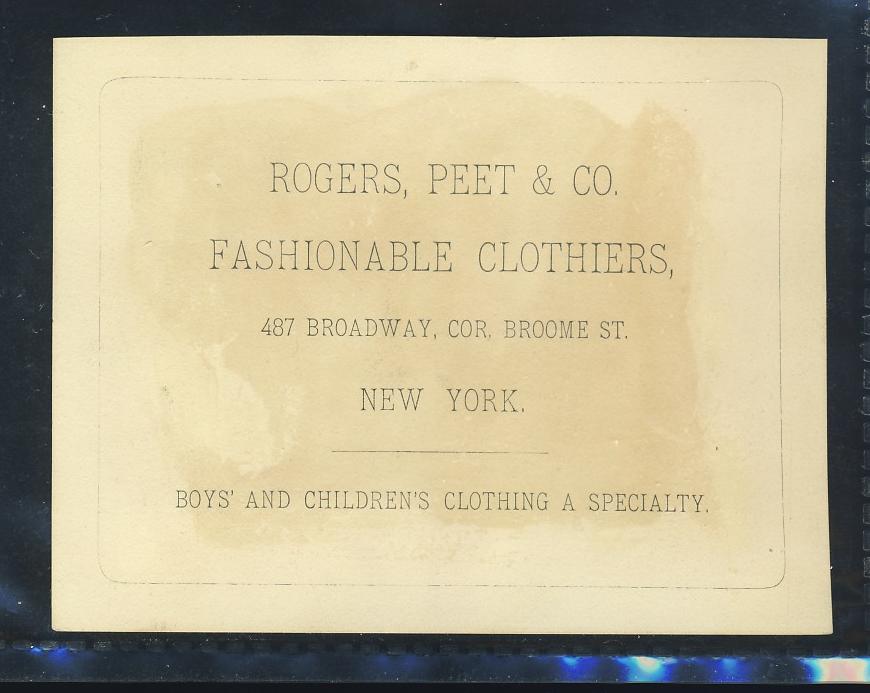 ROGERS, PEET & CO.
FASHIONABLE CLOTHIERS,
487 BROADWAY, COR. BROOME ST.
NEW YORK.
BOYS' AND CHILDREN'S CLOTHING A SPECIALTY.